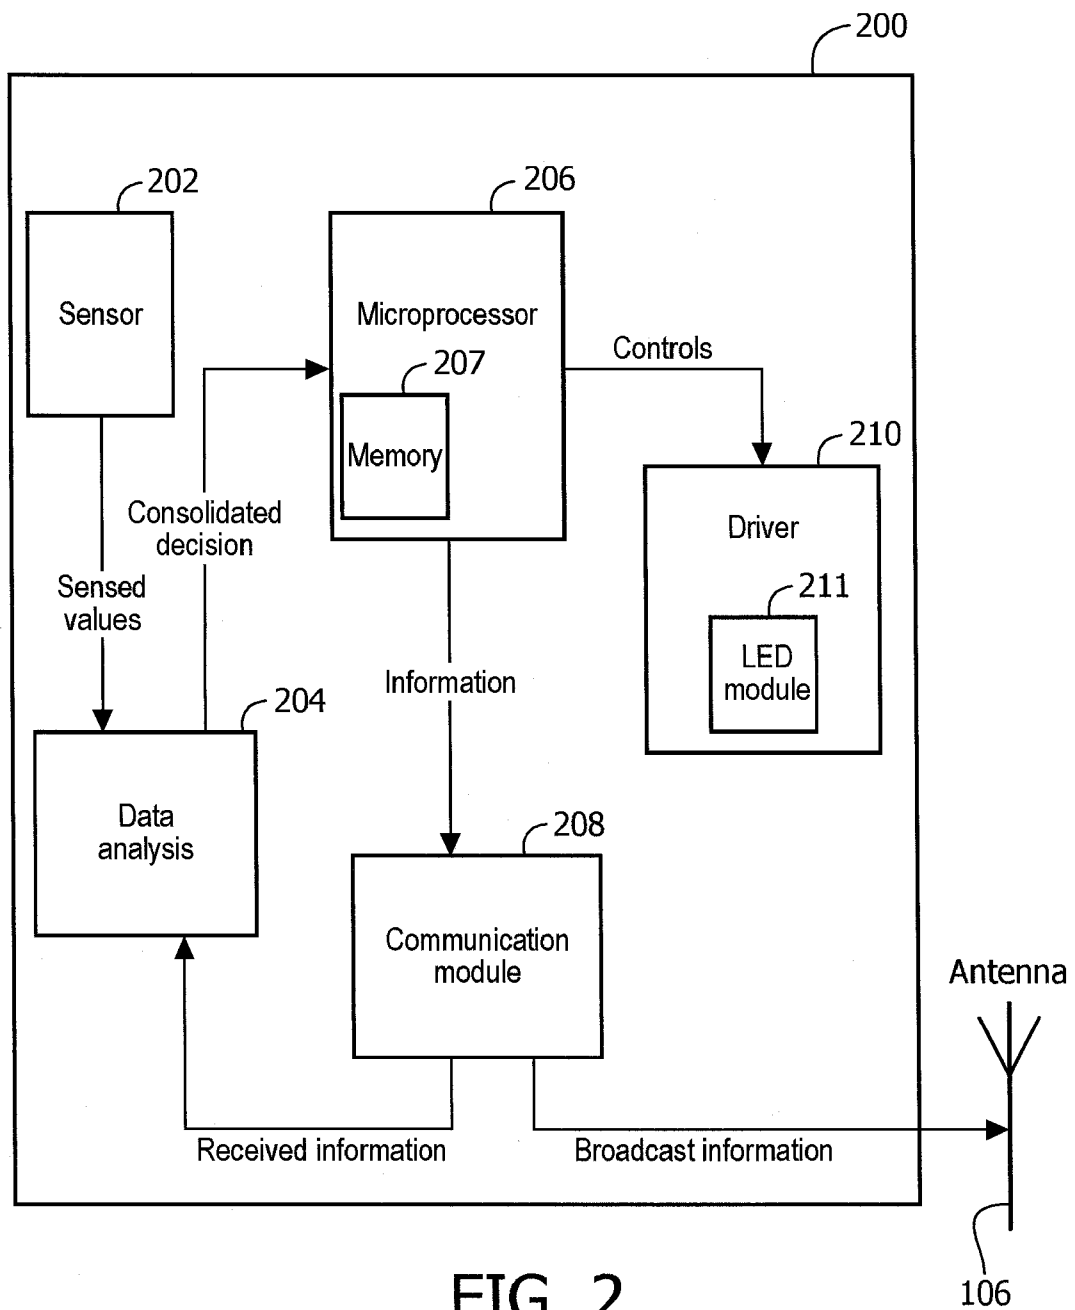 200
202
206
Sensor
Microprocessor
207
Memory
Controls
210
Driver
211
LED
module
Consolidated
decision
Sensed
values
Information
204
Data
analysis
208
Communication
module
Antenna
Received information
Broadcast information
106
FIG. 2